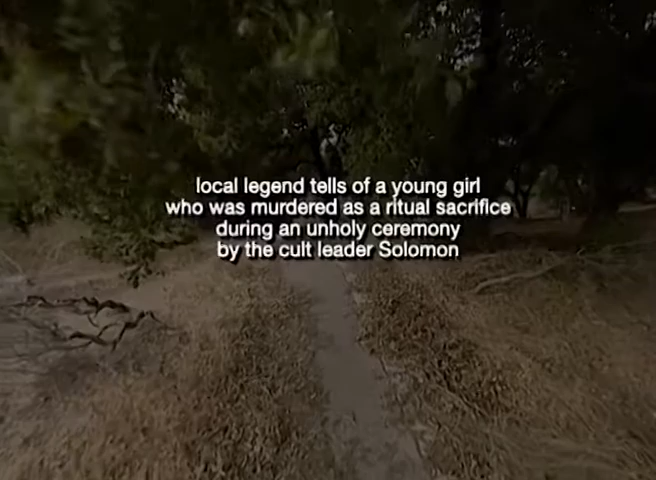 local legend tells of a young girl
who was murdered as a ritual sacrifice
during an unholy ceremony
by the cult leader Solomon